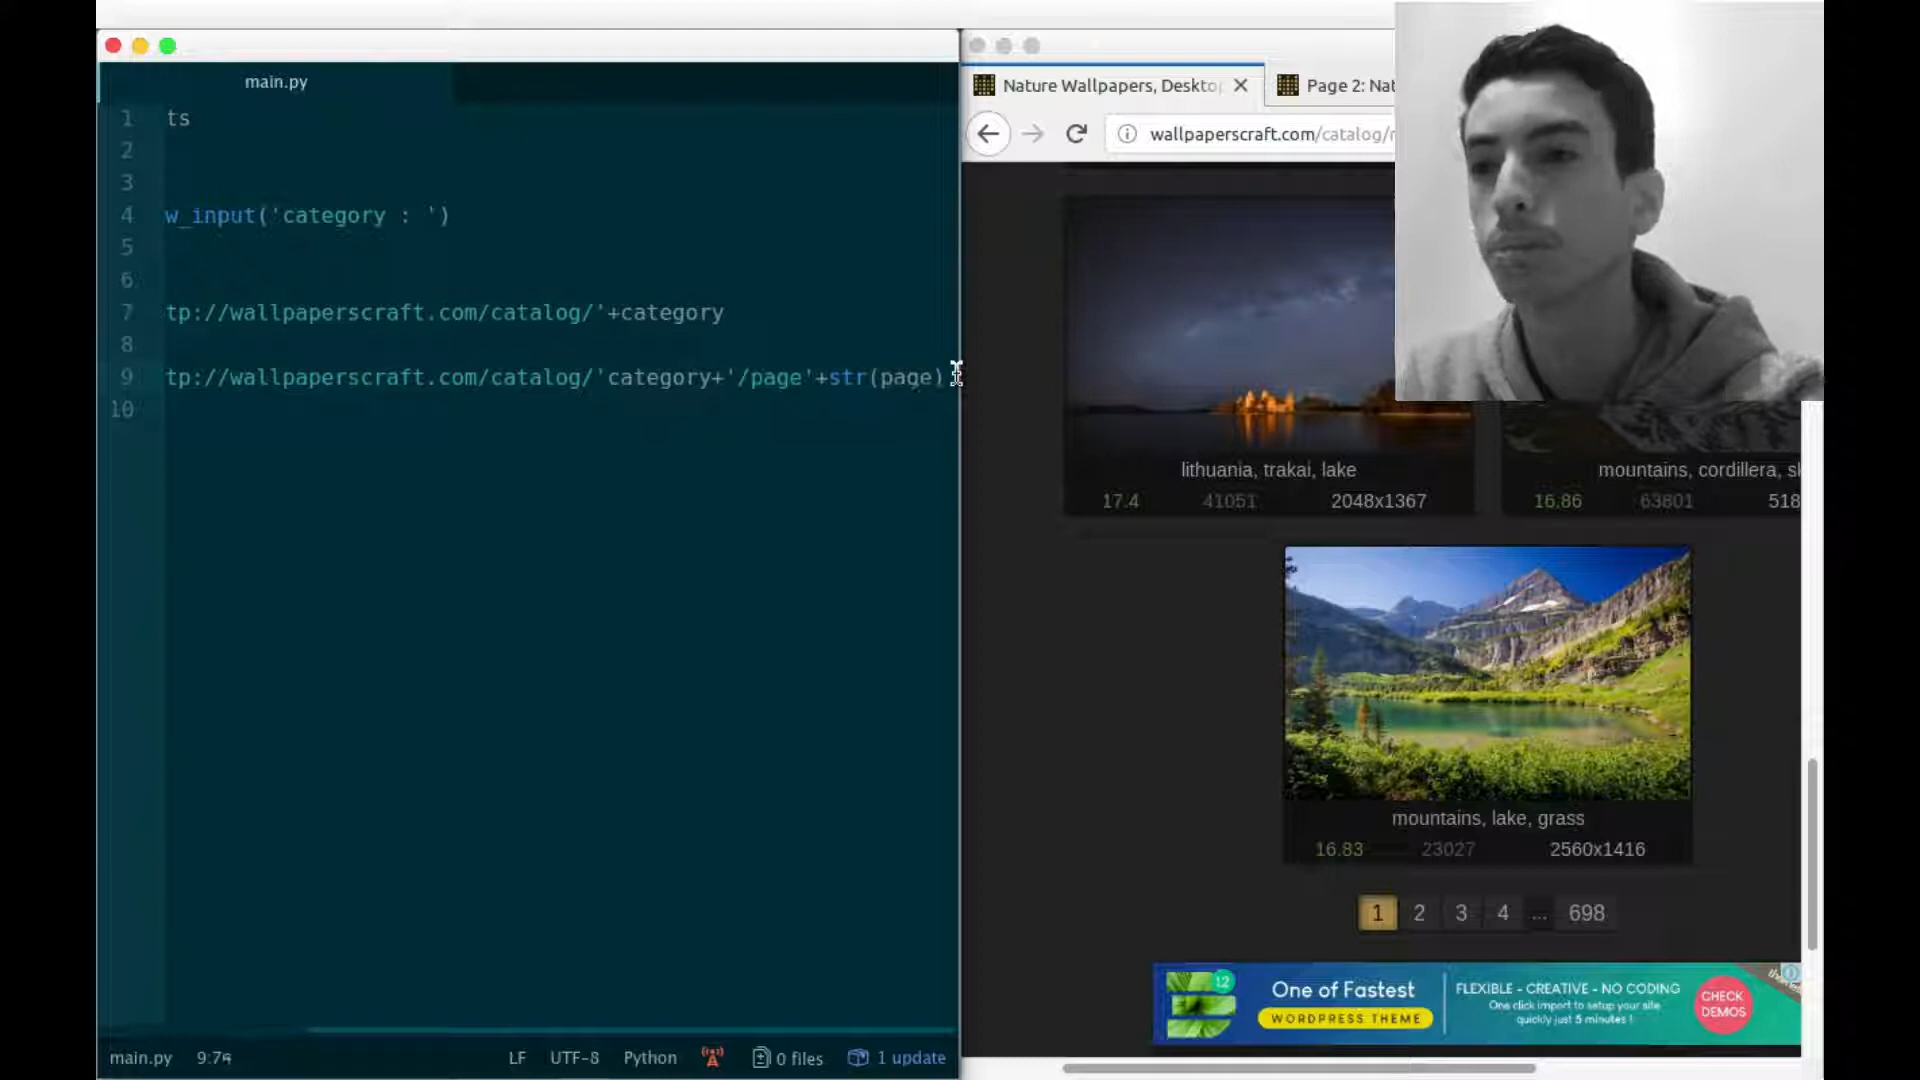 main.py
1 ts
2
3
4 w_input('category : ')
5
6
7 tp://wallpaperscraft.com/catalog/'+category
8
9 tp://wallpaperscraft.com/catalog/'category+'/page'+str(page)
10
main.py 9:74 LF UTF-8 Python 0 files 1 update
Nature Wallpapers, Deskto Page 2: Nat
wallpaperscraft.com/catalog/
lithuania, trakai, lake
17.4 41051 2048x1367
mountains, cordillera, sk
16.86 63801 518
mountains, lake, grass
16.83 23027 2560x1416
1 2 3 4 ... 698
12
One of Fastest
WORDPRESS THEME
FLEXIBLE - CREATIVE - NO CODING
One click import to setup your site
quickly just 5 minutes !
CHECK
DEMOS